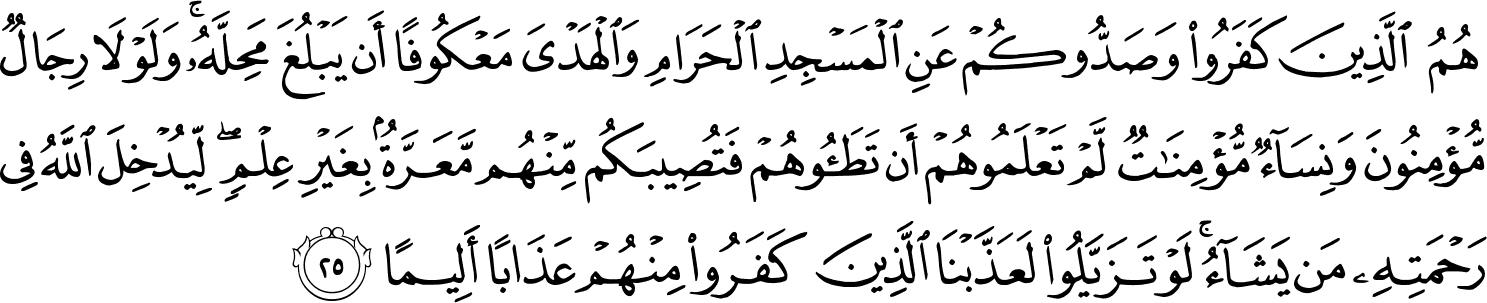 هُمُ ٱلَّذِينَ كَفَرُوا۟ وَصَدُّوكُمْ عَنِ ٱلْمَسْجِدِ ٱلْحَرَامِ وَٱلْهَدْىَ مَعْكُوفًا أَن يَبْلُغَ مَحِلَّهُۥ ۚ وَلَوْلَا رِجَالٌ
مُّؤْمِنُونَ وَنِسَآءٌ مُّؤْمِنَـٰتٌ لَّمْ تَعْلَمُوهُمْ أَن تَطَـُٔوهُمْ فَتُصِيبَكُم مِّنْهُم مَّعَرَّةٌۢ بِغَيْرِ عِلْمٍ ۖ لِّيُدْخِلَ ٱللَّهُ فِى
رَحْمَتِهِۦ مَن يَشَآءُ ۚ لَوْ تَزَيَّلُوا۟ لَعَذَّبْنَا ٱلَّذِينَ كَفَرُوا۟ مِنْهُمْ عَذَابًا أَلِيمًا ٢٥